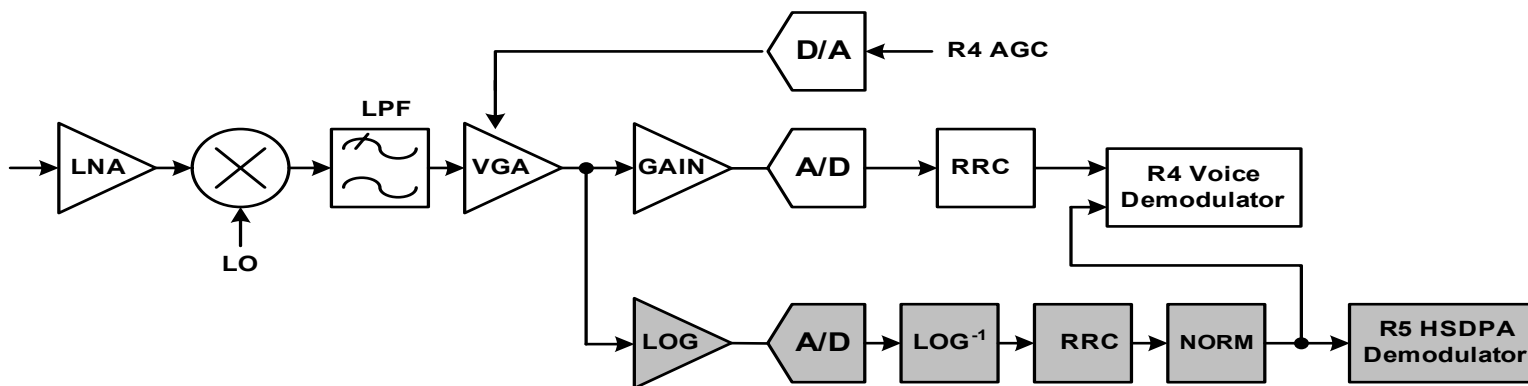 D/A
R4 AGC
LPF
LNA
VGA
GAIN
A/D
RRC
R4 Voice
Demodulator
LO
LOG
A/D
LOG⁻¹
RRC
NORM
R5 HSDPA
Demodulator